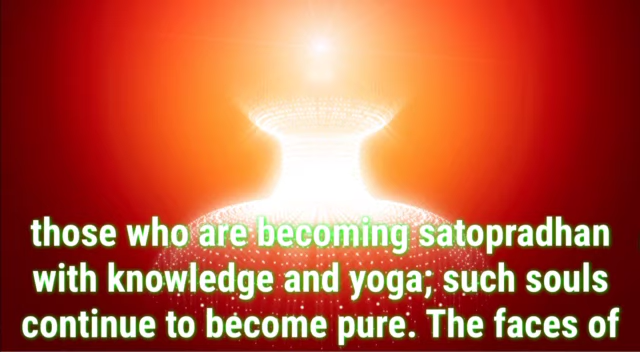 those who are becoming satopradhan
with knowledge and yoga; such souls
continue to become pure. The faces of